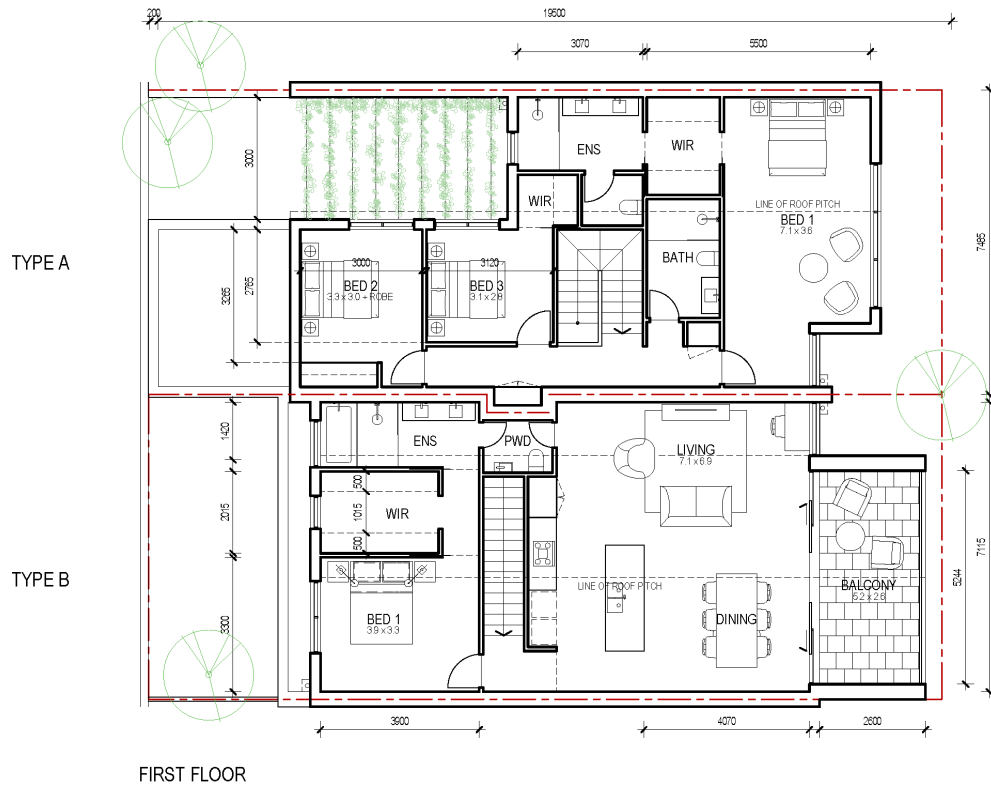 200
19500
3070
5500
3000
ENS
WIR
WIR
LINE OF ROOF PITCH
BED 1
7.1 x 3.6
7485
TYPE A
3265
2765
3000
3120
BATH
BED 2
3.3 x 3.0 + ROBE
BED 3
3.1 x 2.8
1420
ENS
PWD
LIVING
7.1 x 6.9
500
2015
1015
WIR
500
TYPE B
7115
5244
LINE OF ROOF PITCH
BALCONY
5.2 x 2.6
BED 1
3.9 x 3.3
DINING
3300
3900
4070
2600
FIRST FLOOR